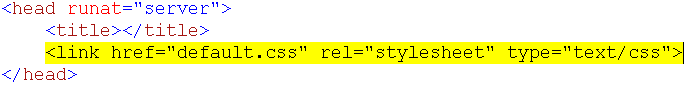 <head runat="server">
<title></title>
<link href="default.css" rel="stylesheet" type="text/css">
</head>